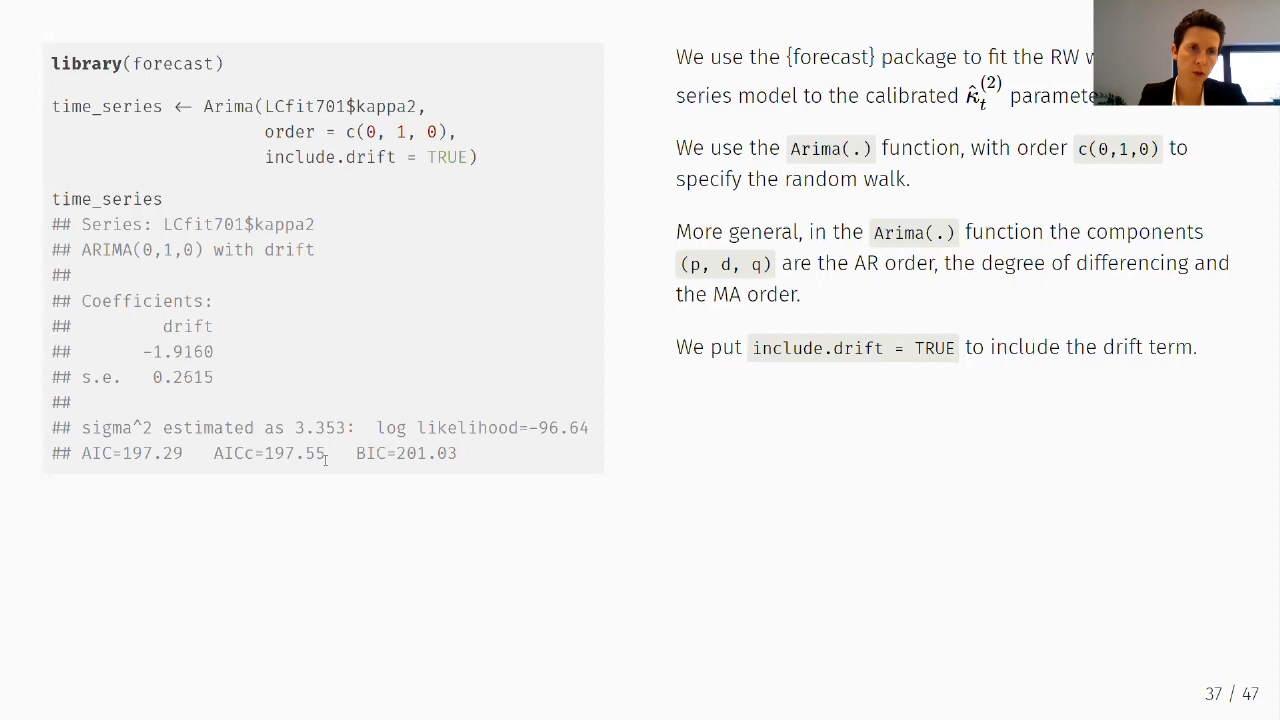 library(forecast)
time_series ← Arima(LCfit701$kappa2,
order = c(0, 1, 0),
include.drift = TRUE)
time_series
## Series: LCfit701$kappa2
## ARIMA(0,1,0) with drift
##
## Coefficients:
## drift
## -1.9160
## s.e. 0.2615
##
## sigma^2 estimated as 3.353: log likelihood=-96.64
## AIC=197.29 AICc=197.55 BIC=201.03
We use the {forecast} package to fit the RW
series model to the calibrated κ̂ₜ⁽²⁾
We use the Arima(.) function, with order c(0,1,0) to
specify the random walk.
More general, in the Arima(.) function the components
(p, d, q) are the AR order, the degree of differencing and
the MA order.
We put include.drift = TRUE to include the drift term.
37 / 47